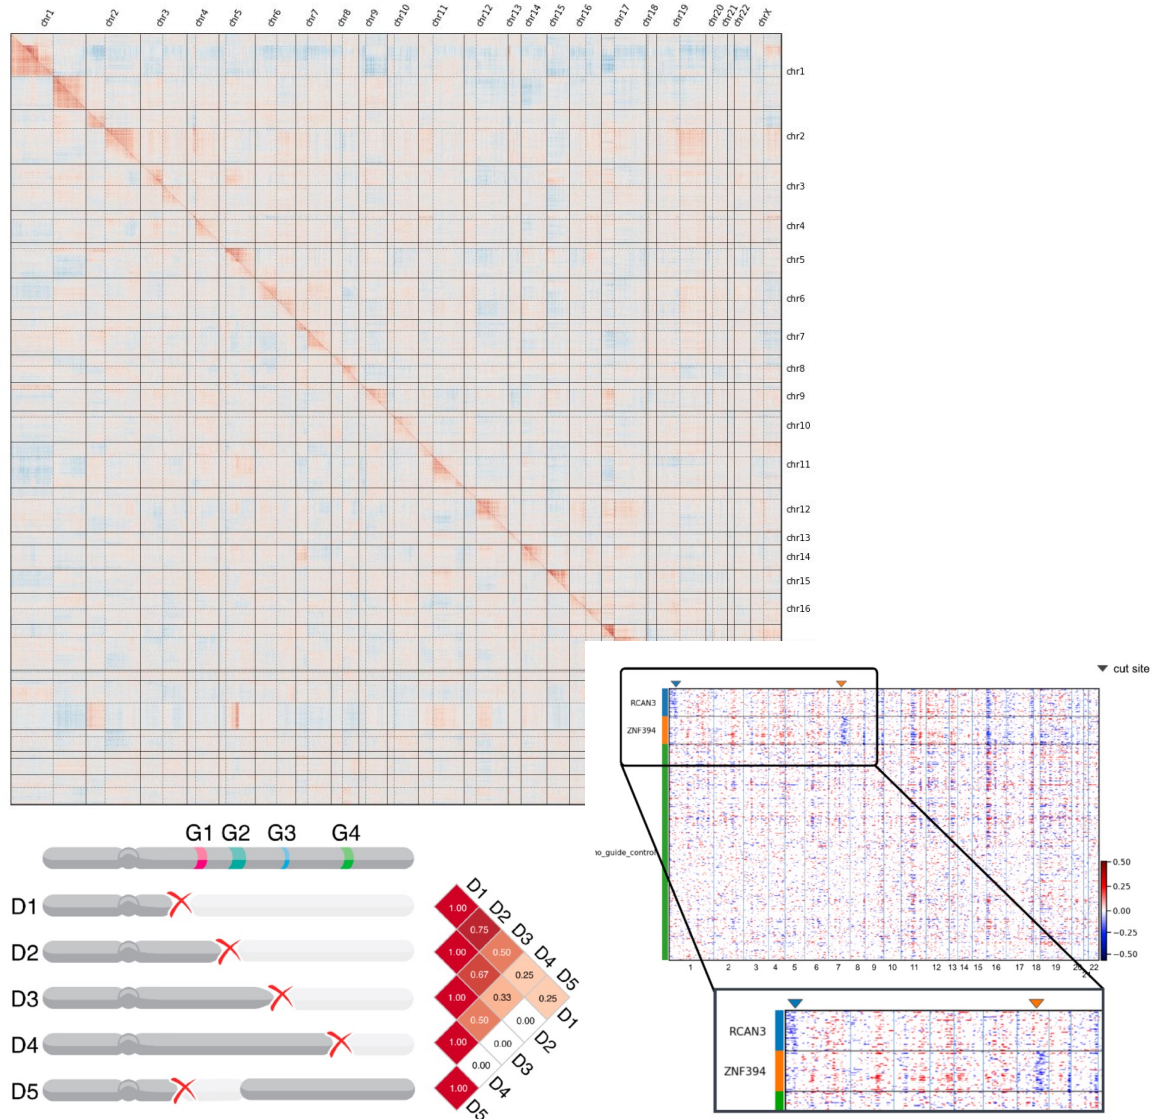 chr1 chr2 chr3 chr4 chr5 chr6 chr7 chr8 chr9 chr10 chr11 chr12 chr13 chr14 chr15 chr16 chr17 chr18 chr19 chr20 chr21 chr22 chrX
chr1
chr2
chr3
chr4
chr5
chr6
chr7
chr8
chr9
chr10
chr11
chr12
chr13
chr14
chr15
chr16
cut site
RCAN3
ZNF394
no_guide_control
0.50
0.25
0.00
−0.25
−0.50
1 2 3 4 5 6 7 8 9 10 11 12 13 14 15 16 17 18 19 20 22
RCAN3
ZNF394
G1 G2 G3 G4
D1
D2
D3
D4
D5
D1
D2
D3
D4
D5
1.00
0.75
1.00 0.50
0.67 0.25
1.00 0.33 0.25
0.50 0.00
1.00 0.00
0.00
1.00
D1
D2
D3
D4
D5